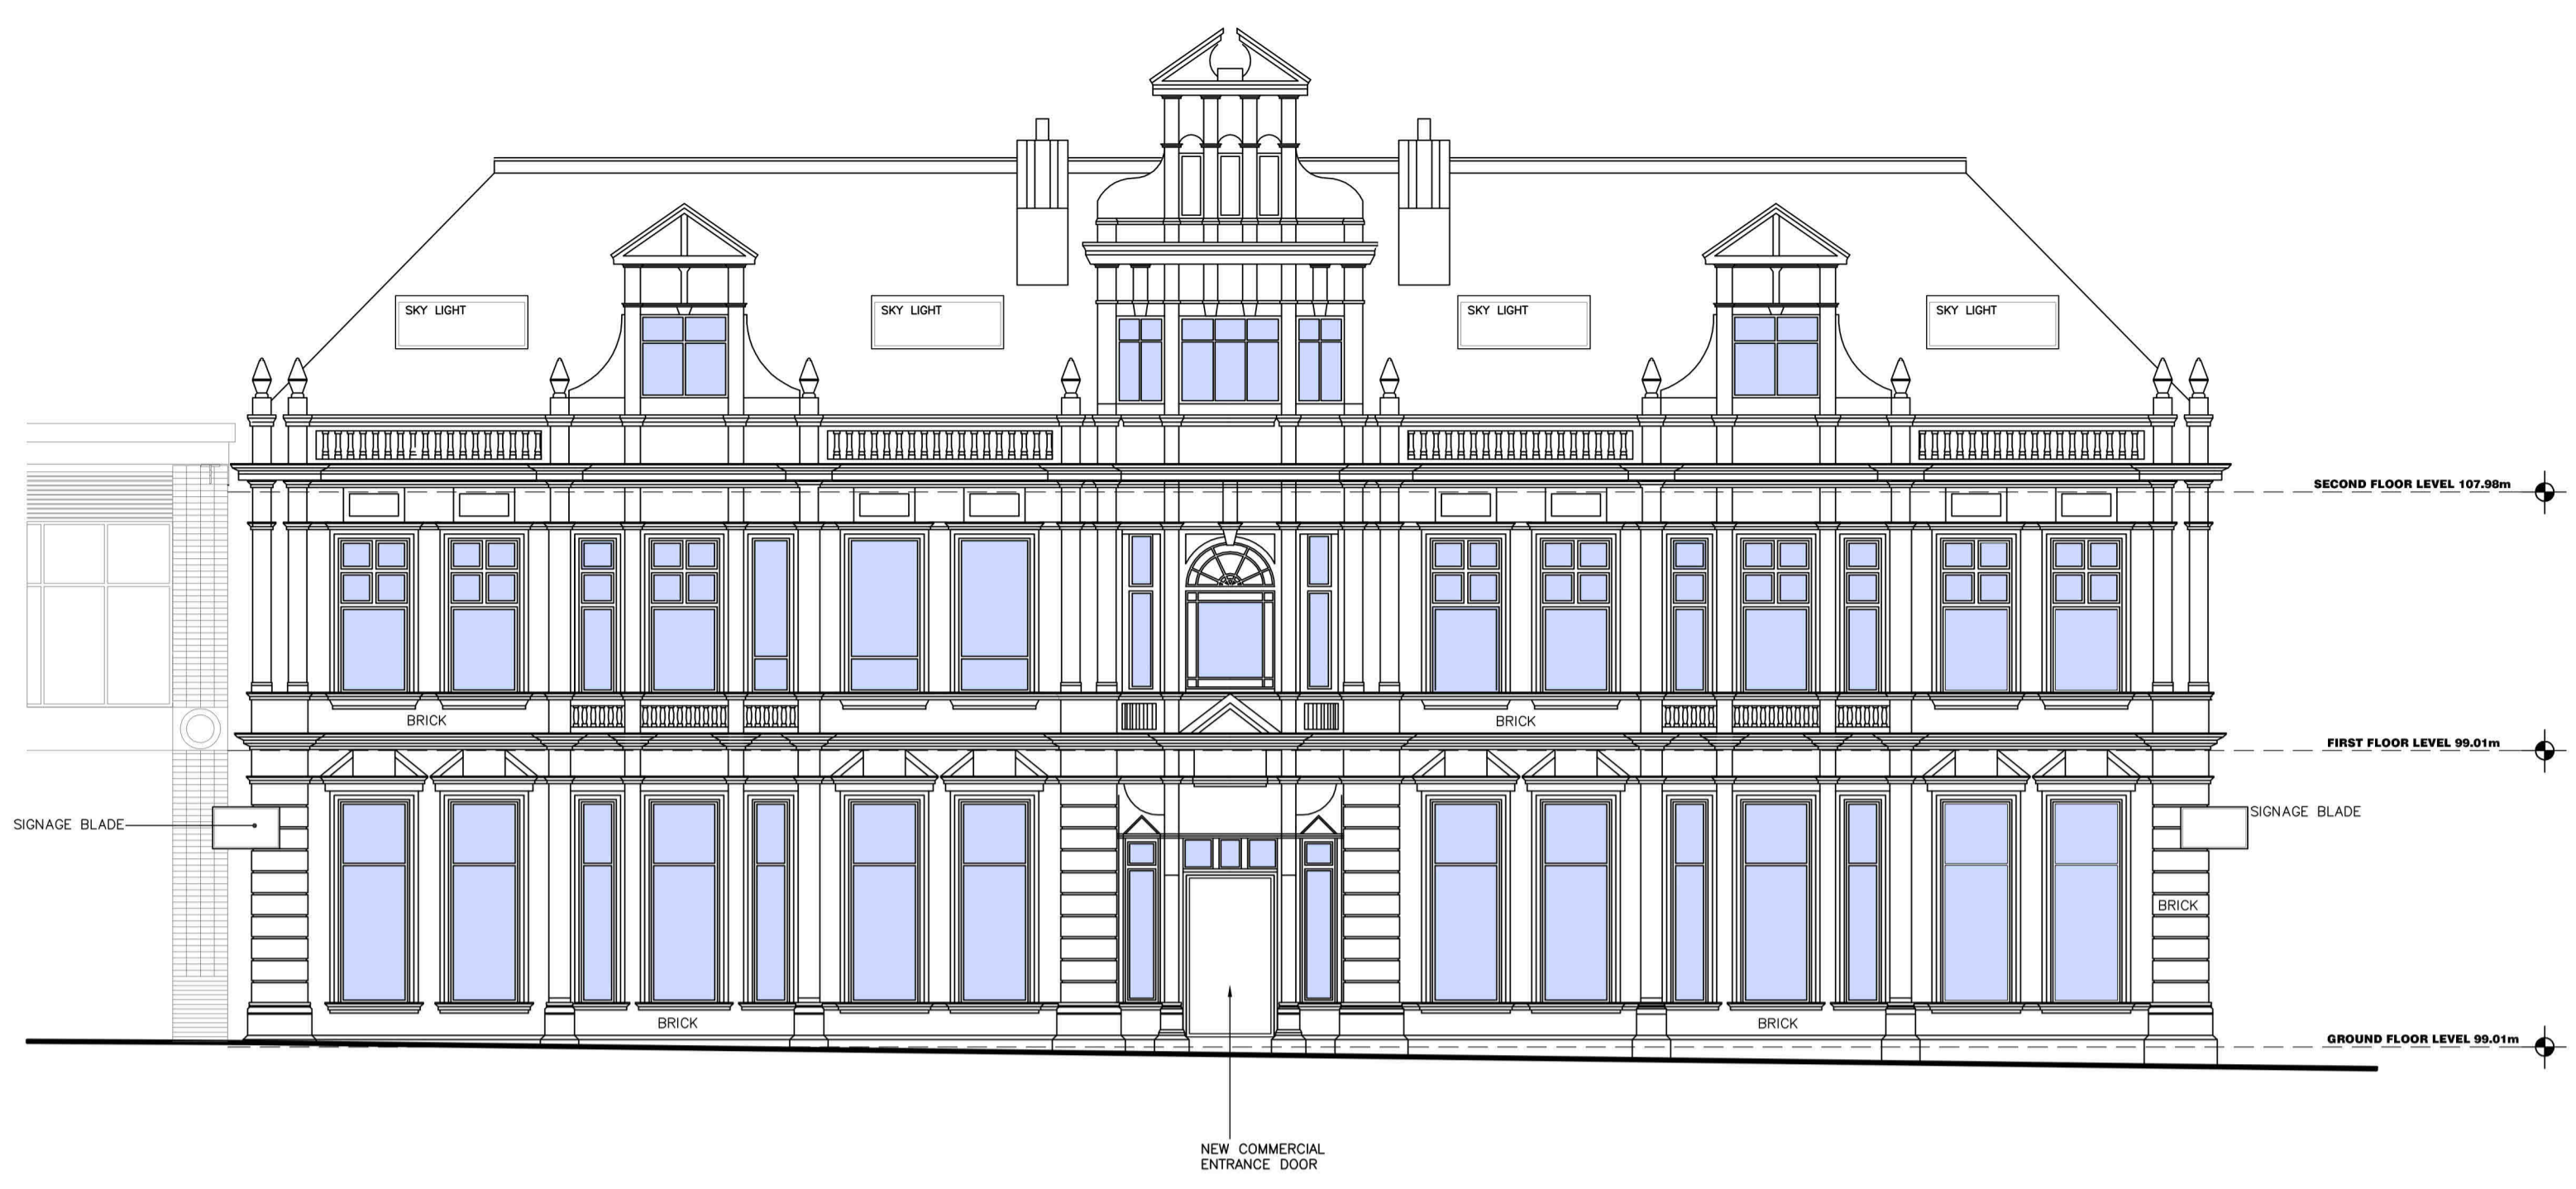 SKY LIGHT
SKY LIGHT
SKY LIGHT
SKY LIGHT
SECOND FLOOR LEVEL 107.98m
BRICK
BRICK
FIRST FLOOR LEVEL 99.01m
SIGNAGE BLADE
SIGNAGE BLADE
BRICK
BRICK
BRICK
GROUND FLOOR LEVEL 99.01m
NEW COMMERCIAL
ENTRANCE DOOR